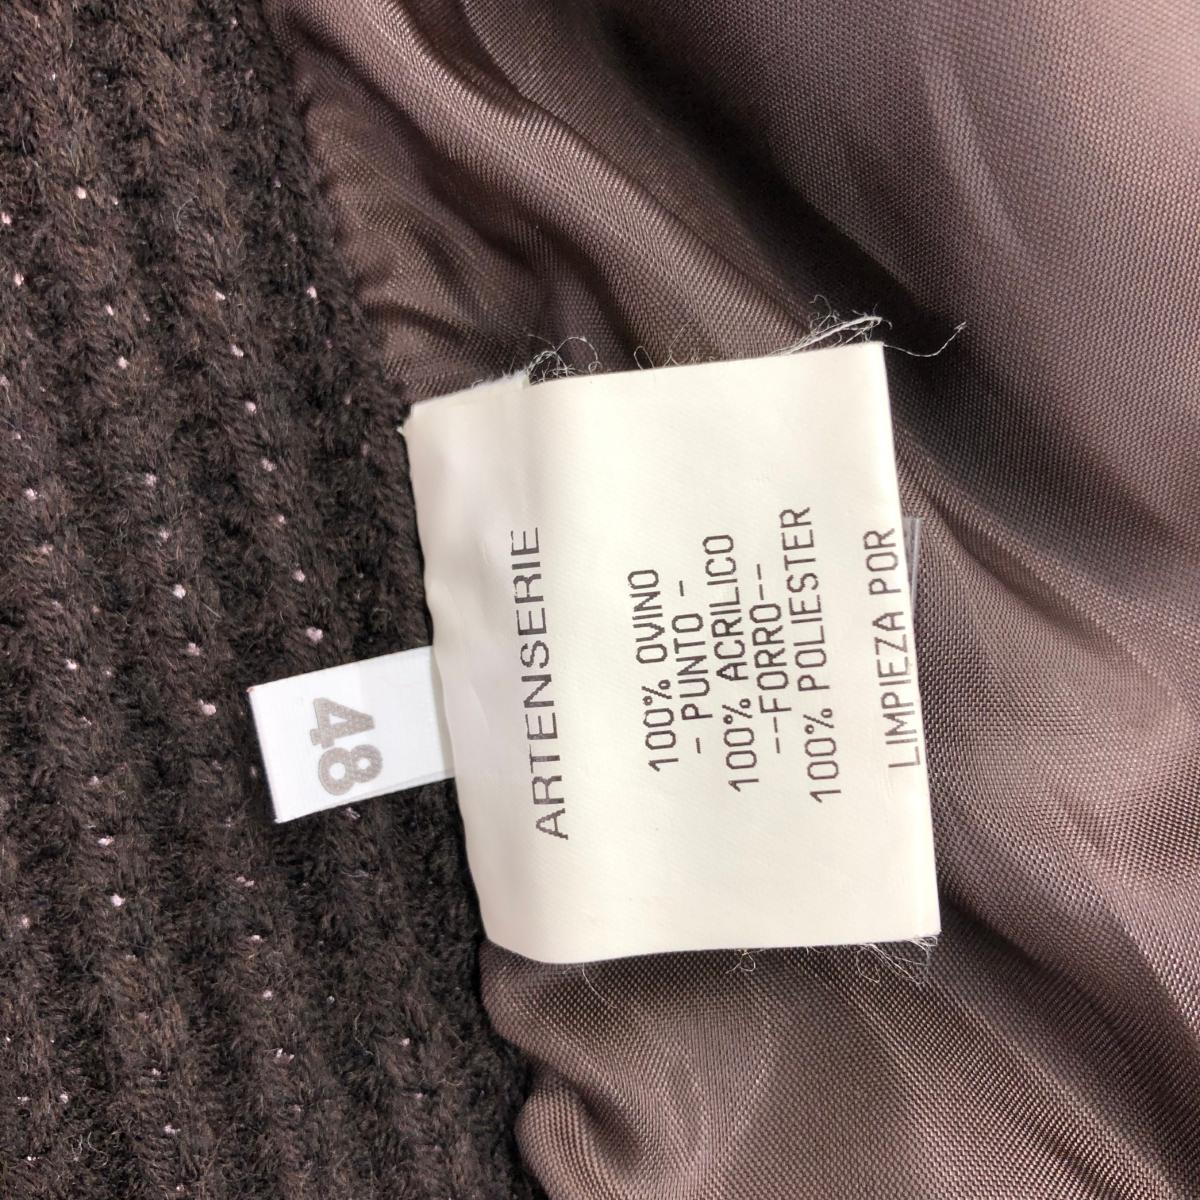 ARTENSERIE
100% OVINO
- PUNTO -
100% ACRILICO
--FORRO--
100% POLIESTER
LIMPIEZA POR
48